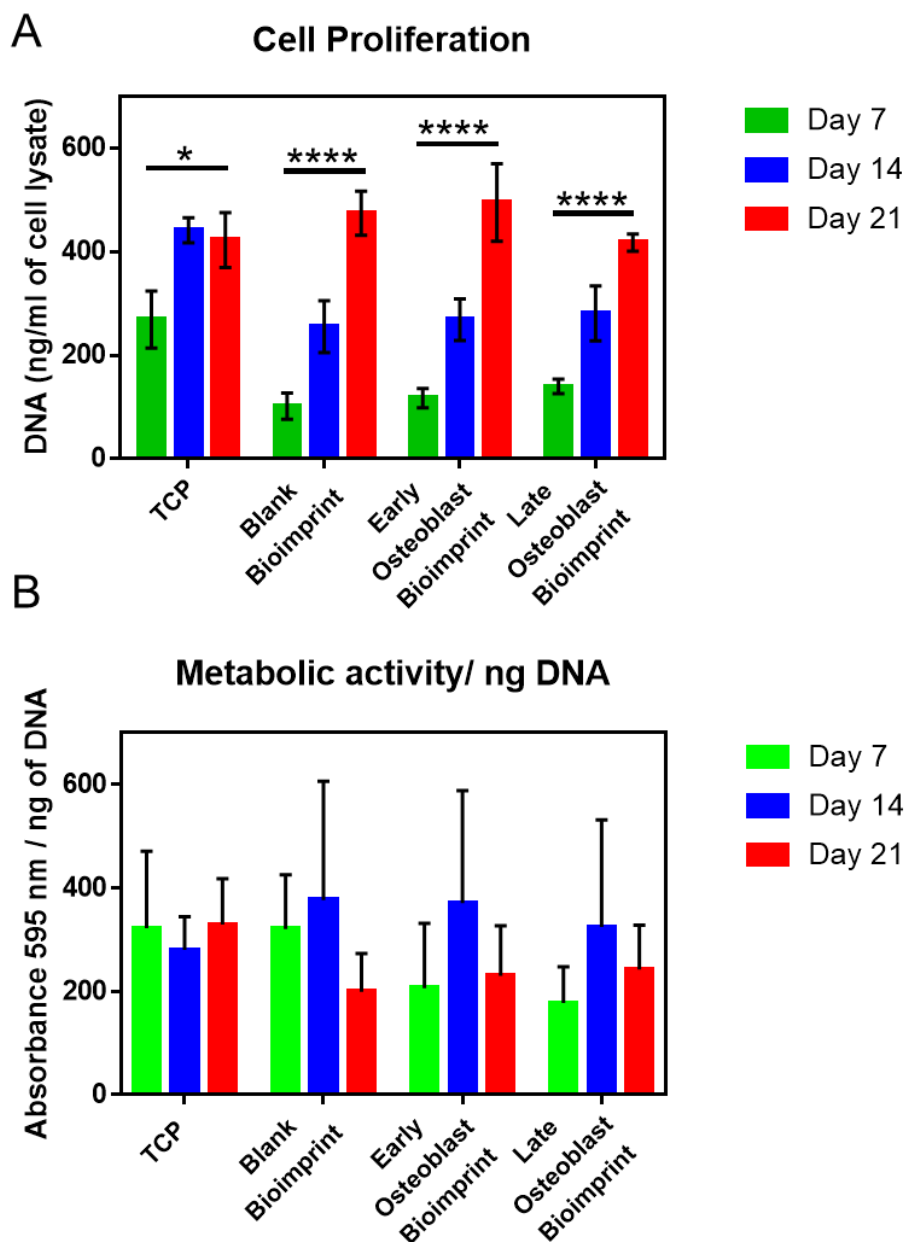 A
Cell Proliferation
DNA (ng/ml of cell lysate)
600
400
200
0
*
****
****
****
TCP
Blank
Bioimprint
Early
Osteoblast
Bioimprint
Late
Osteoblast
Bioimprint
Day 7
Day 14
Day 21
B
Metabolic activity/ ng DNA
Absorbance 595 nm / ng of DNA
600
400
200
0
TCP
Blank
Bioimprint
Early
Osteoblast
Bioimprint
Late
Osteoblast
Bioimprint
Day 7
Day 14
Day 21